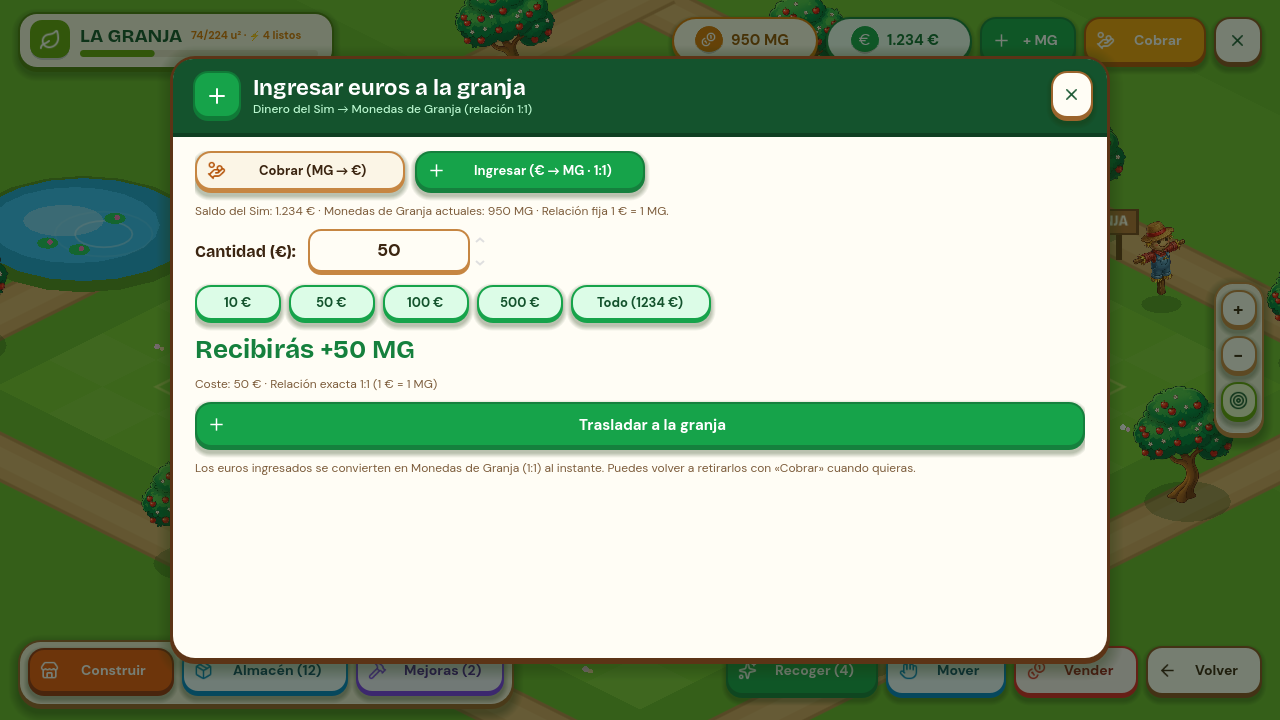 LA GRANJA 74/224 u² · ⚡ 4 listos
950 MG
1.234 €
+ MG
Cobrar
Ingresar euros a la granja
Dinero del Sim → Monedas de Granja (relación 1:1)
Cobrar (MG → €)
Ingresar (€ → MG · 1:1)
Saldo del Sim: 1.234 € · Monedas de Granja actuales: 950 MG · Relación fija 1 € = 1 MG.
Cantidad (€):
50
10 €
50 €
100 €
500 €
Todo (1234 €)
Recibirás +50 MG
Coste: 50 € · Relación exacta 1:1 (1 € = 1 MG)
Trasladar a la granja
Los euros ingresados se convierten en Monedas de Granja (1:1) al instante. Puedes volver a retirarlos con «Cobrar» cuando quieras.
+
-
Construir
Almacén (12)
Mejoras (2)
Recoger (4)
Mover
Vender
Volver